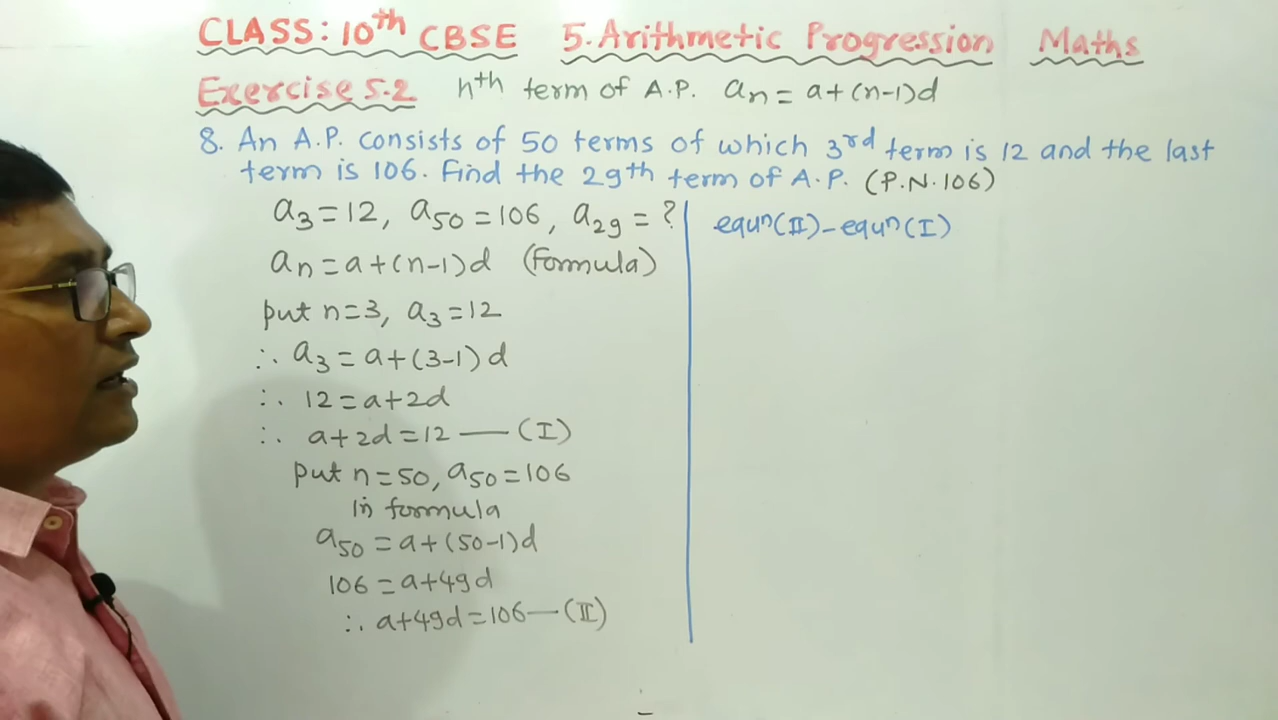 CLASS: 10th CBSE 5. Arithmetic Progression Maths
Exercise 5.2 nth term of A.P. an = a+(n-1)d
8. An A.P. consists of 50 terms of which 3rd term is 12 and the last
term is 106. Find the 29th term of A.P. (P.N.106)
a3 = 12, a50 = 106, a29 = ?
an = a+(n-1)d (Formula)
put n=3, a3 = 12
∴ a3 = a+(3-1)d
∴ 12 = a+2d
∴ a+2d = 12 — (I)
put n=50, a50 = 106
in formula
a50 = a+(50-1)d
106 = a+49d
∴ a+49d = 106 — (II)
equn(II) - equn(I)